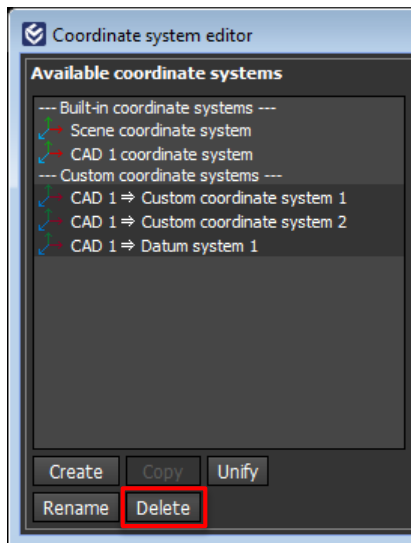 Coordinate system editor
Available coordinate systems
--- Built-in coordinate systems ---
Scene coordinate system
CAD 1 coordinate system
--- Custom coordinate systems ---
CAD 1 ⇒ Custom coordinate system 1
CAD 1 ⇒ Custom coordinate system 2
CAD 1 ⇒ Datum system 1
Create Copy Unify
Rename Delete